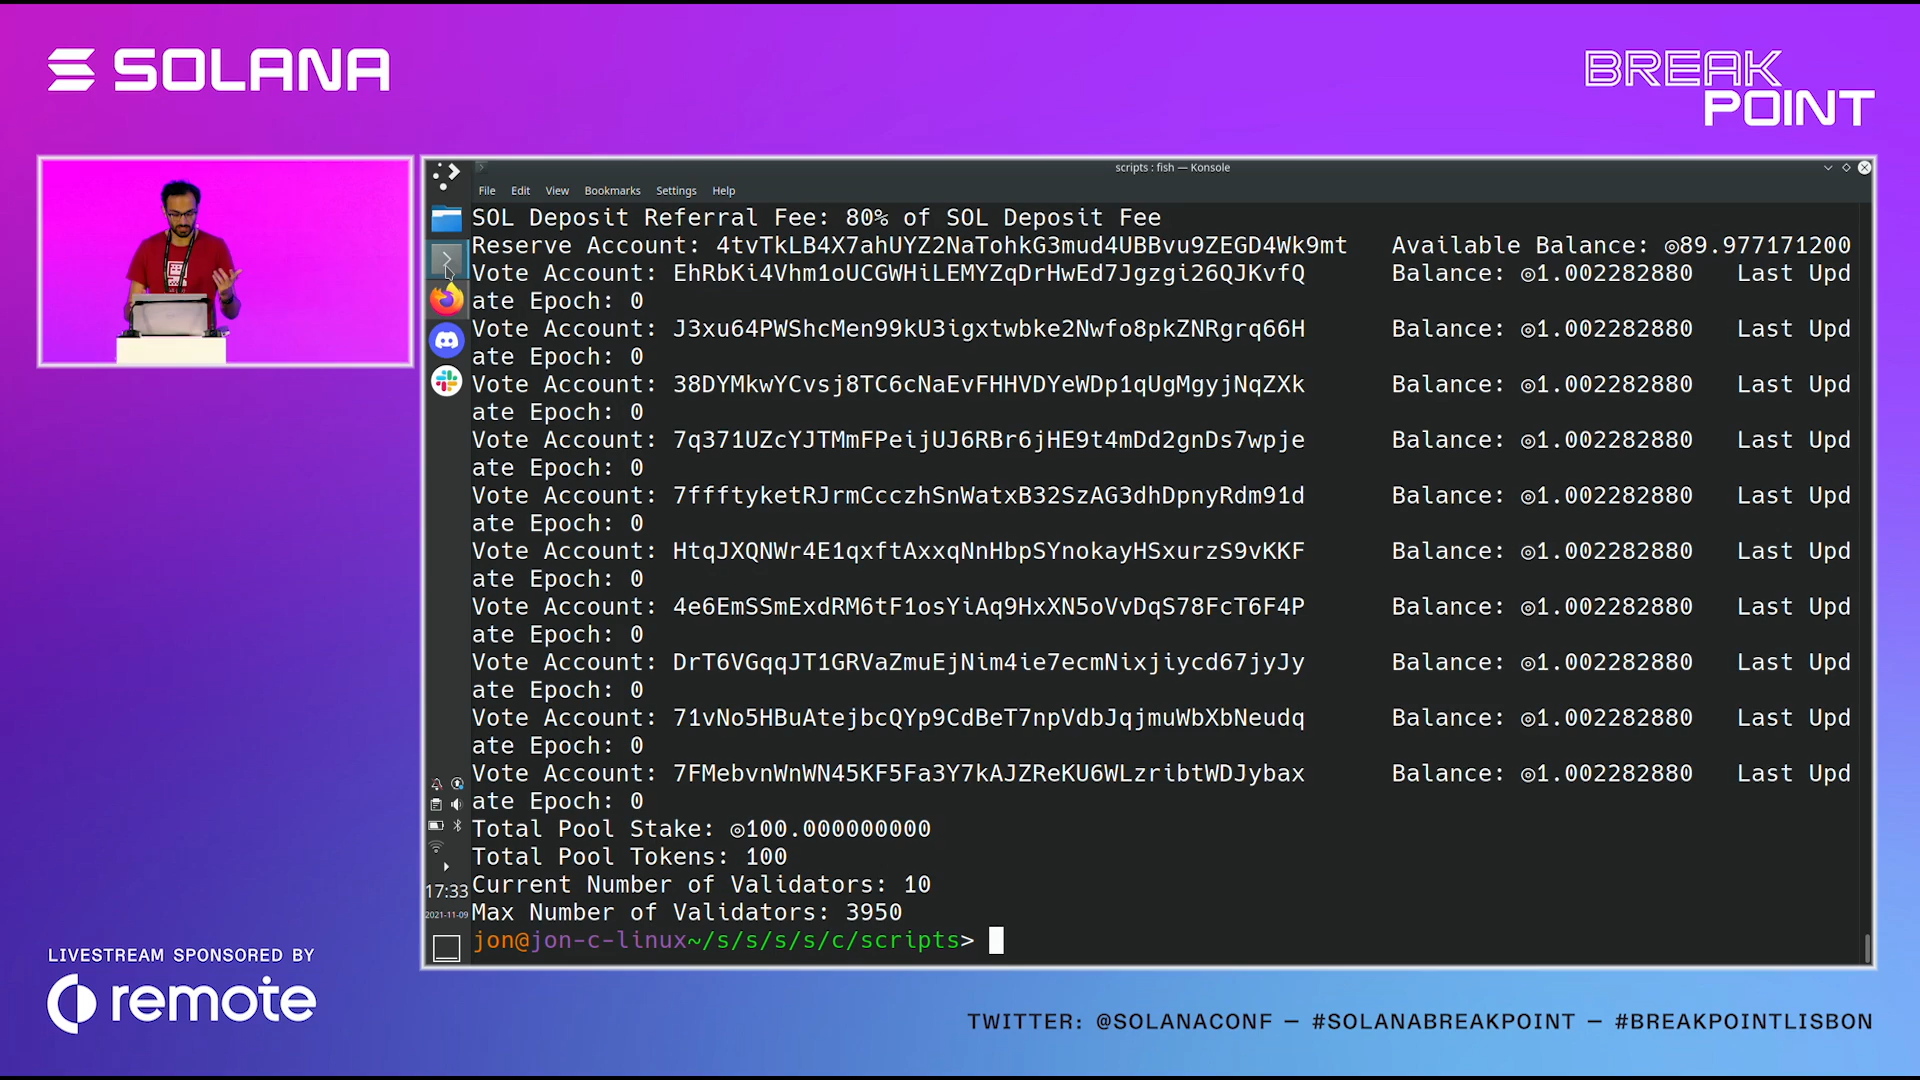 SOLANA
BREAK
POINT
scripts : fish — Konsole
File Edit View Bookmarks Settings Help
SOL Deposit Referral Fee: 80% of SOL Deposit Fee
Reserve Account: 4tvTkLB4X7ahUYZ2NaTohkG3mud4UBBvu9ZEGD4Wk9mt Available Balance: ◎89.977171200
Vote Account: EhRbKi4Vhm1oUCGWHiLEMYZqDrHwEd7Jgzgi26QJKvfQ Balance: ◎1.002282880 Last Upd
ate Epoch: 0
Vote Account: J3xu64PWShcMen99kU3igxtwbke2Nwfo8pkZNRgrq66H Balance: ◎1.002282880 Last Upd
ate Epoch: 0
Vote Account: 38DYMkwYCvsj8TC6cNaEvFHHVDYeWDp1qUgMgyjNqZXk Balance: ◎1.002282880 Last Upd
ate Epoch: 0
Vote Account: 7q371UZcYJTMmFPeijUJ6RBr6jHE9t4mDd2gnDs7wpje Balance: ◎1.002282880 Last Upd
ate Epoch: 0
Vote Account: 7ffftyketRJrmCcczhSnWatxB32SzAG3dhDpnyRdm91d Balance: ◎1.002282880 Last Upd
ate Epoch: 0
Vote Account: HtqJXQNWr4E1qxftAxxqNnHbpSYnokayHSxurzS9vKKF Balance: ◎1.002282880 Last Upd
ate Epoch: 0
Vote Account: 4e6EmSSmExdRM6tF1osYiAq9HxXN5oVvDqS78FcT6F4P Balance: ◎1.002282880 Last Upd
ate Epoch: 0
Vote Account: DrT6VGqqJT1GRVaZmuEjNim4ie7ecmNixjiycd67jyJy Balance: ◎1.002282880 Last Upd
ate Epoch: 0
Vote Account: 71vNo5HBuAtejbcQYp9CdBeT7npVdbJqjmuWbXbNeudq Balance: ◎1.002282880 Last Upd
ate Epoch: 0
Vote Account: 7FMebvnWnWN45KF5Fa3Y7kAJZReKU6WLzribtWDJybax Balance: ◎1.002282880 Last Upd
ate Epoch: 0
Total Pool Stake: ◎100.000000000
Total Pool Tokens: 100
Current Number of Validators: 10
Max Number of Validators: 3950
jon@jon-c-linux~/s/s/s/s/c/scripts>
17:33
2021-11-09
LIVESTREAM SPONSORED BY
remote
TWITTER: @SOLANACONF — #SOLANABREAKPOINT — #BREAKPOINTLISBON